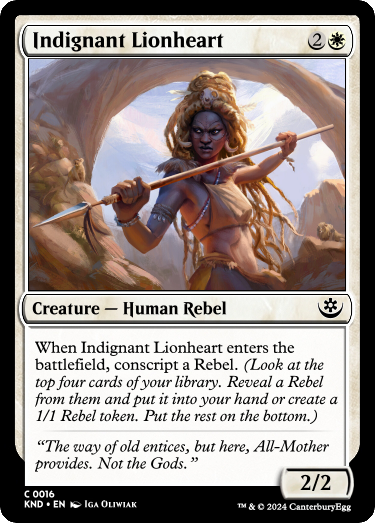 Indignant Lionheart 2
Creature — Human Rebel
When Indignant Lionheart enters the
battlefield, conscript a Rebel. (Look at the
top four cards of your library. Reveal a Rebel
from them and put it into your hand or create a
1/1 Rebel token. Put the rest on the bottom.)
“The way of old entices, but here, All-Mother
provides. Not the Gods.”
2/2
C 0016
KND • EN Iga Oliwiak
™ & © 2024 CanterburyEgg